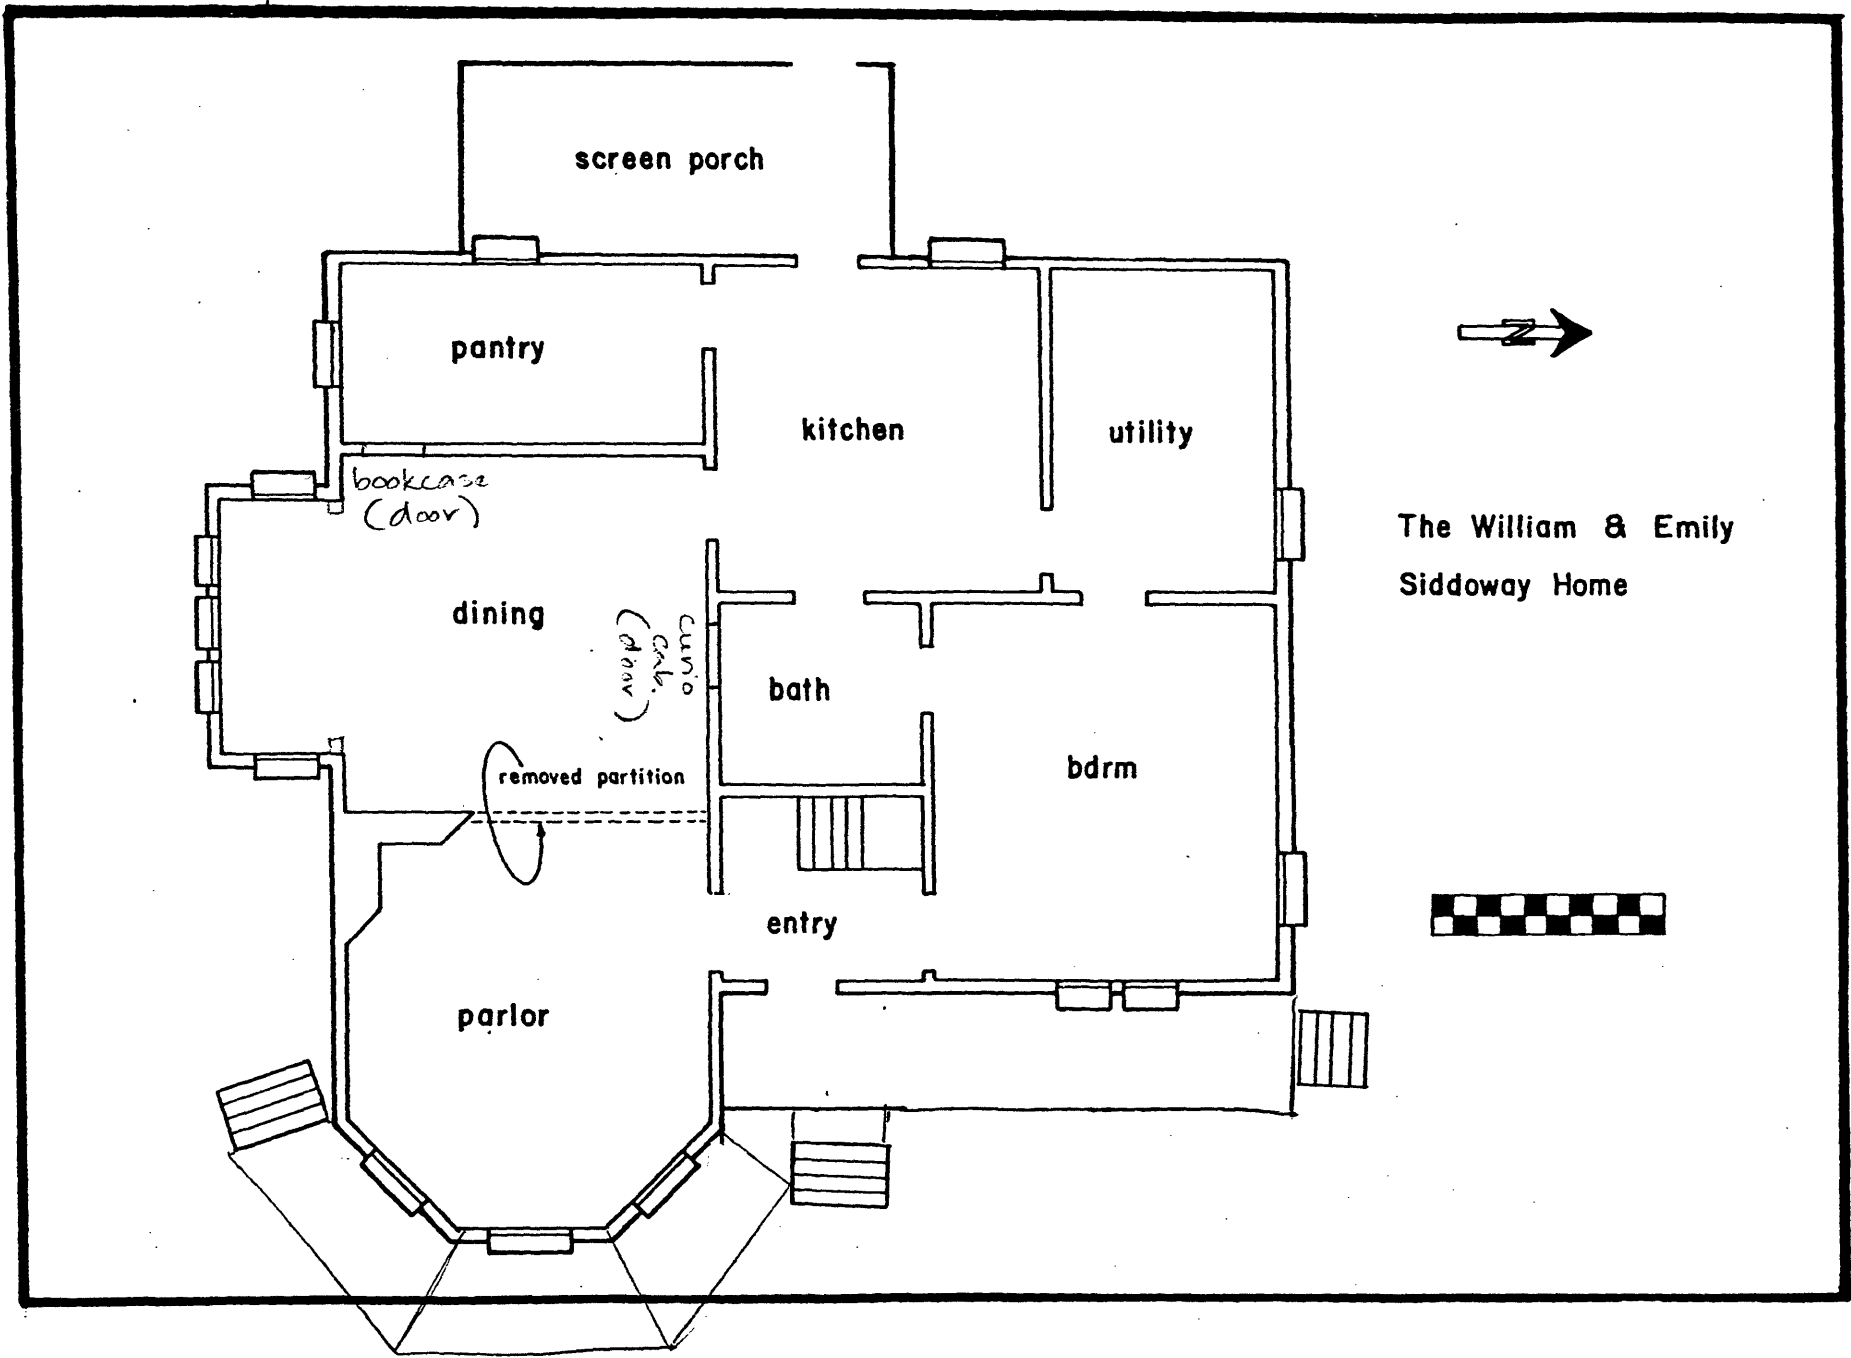 screen porch
pantry
kitchen
utility
bookcase
(door)
N
The William & Emily
Siddoway Home
dining
curio
cab.
(door)
bath
bdrm
removed partition
entry
parlor